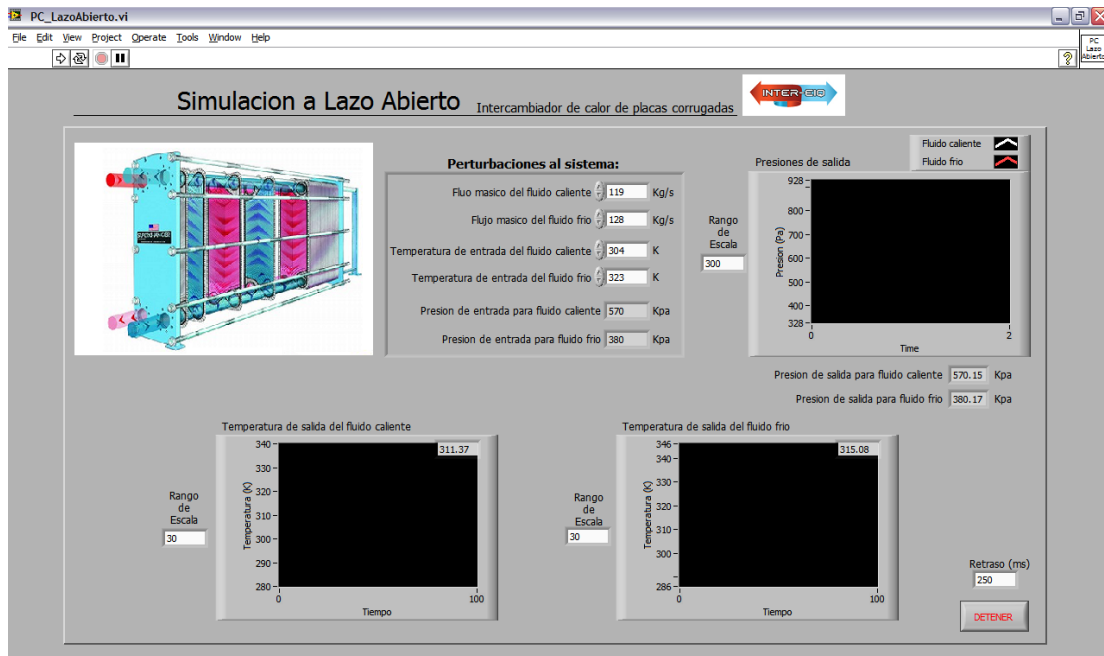 PC_LazoAbierto.vi
File Edit View Project Operate Tools Window Help
PC
Lazo
Abierto
Simulacion a Lazo Abierto Intercambiador de calor de placas corrugadas
INTER-EIQ
Perturbaciones al sistema:
Fluo masico del fluido caliente 119 Kg/s
Flujo masico del fluido frio 128 Kg/s
Temperatura de entrada del fluido caliente 304 K
Temperatura de entrada del fluido frio 323 K
Presion de entrada para fluido caliente 570 Kpa
Presion de entrada para fluido frio 380 Kpa
Rango
de
Escala
300
Fluido caliente
Presiones de salida Fluido frio
928
800
700
600
500
400
328
Presion (Pa)
0 2
Time
Presion de salida para fluido caliente 570.15 Kpa
Presion de salida para fluido frio 380.17 Kpa
Temperatura de salida del fluido caliente
311.37
340
330
320
310
300
290
280
Temperatura (K)
0 100
Tiempo
Rango
de
Escala
30
Temperatura de salida del fluido frio
315.08
346
340
330
320
310
300
286
Temperatura (K)
0 100
Tiempo
Rango
de
Escala
30
Retraso (ms)
250
DETENER